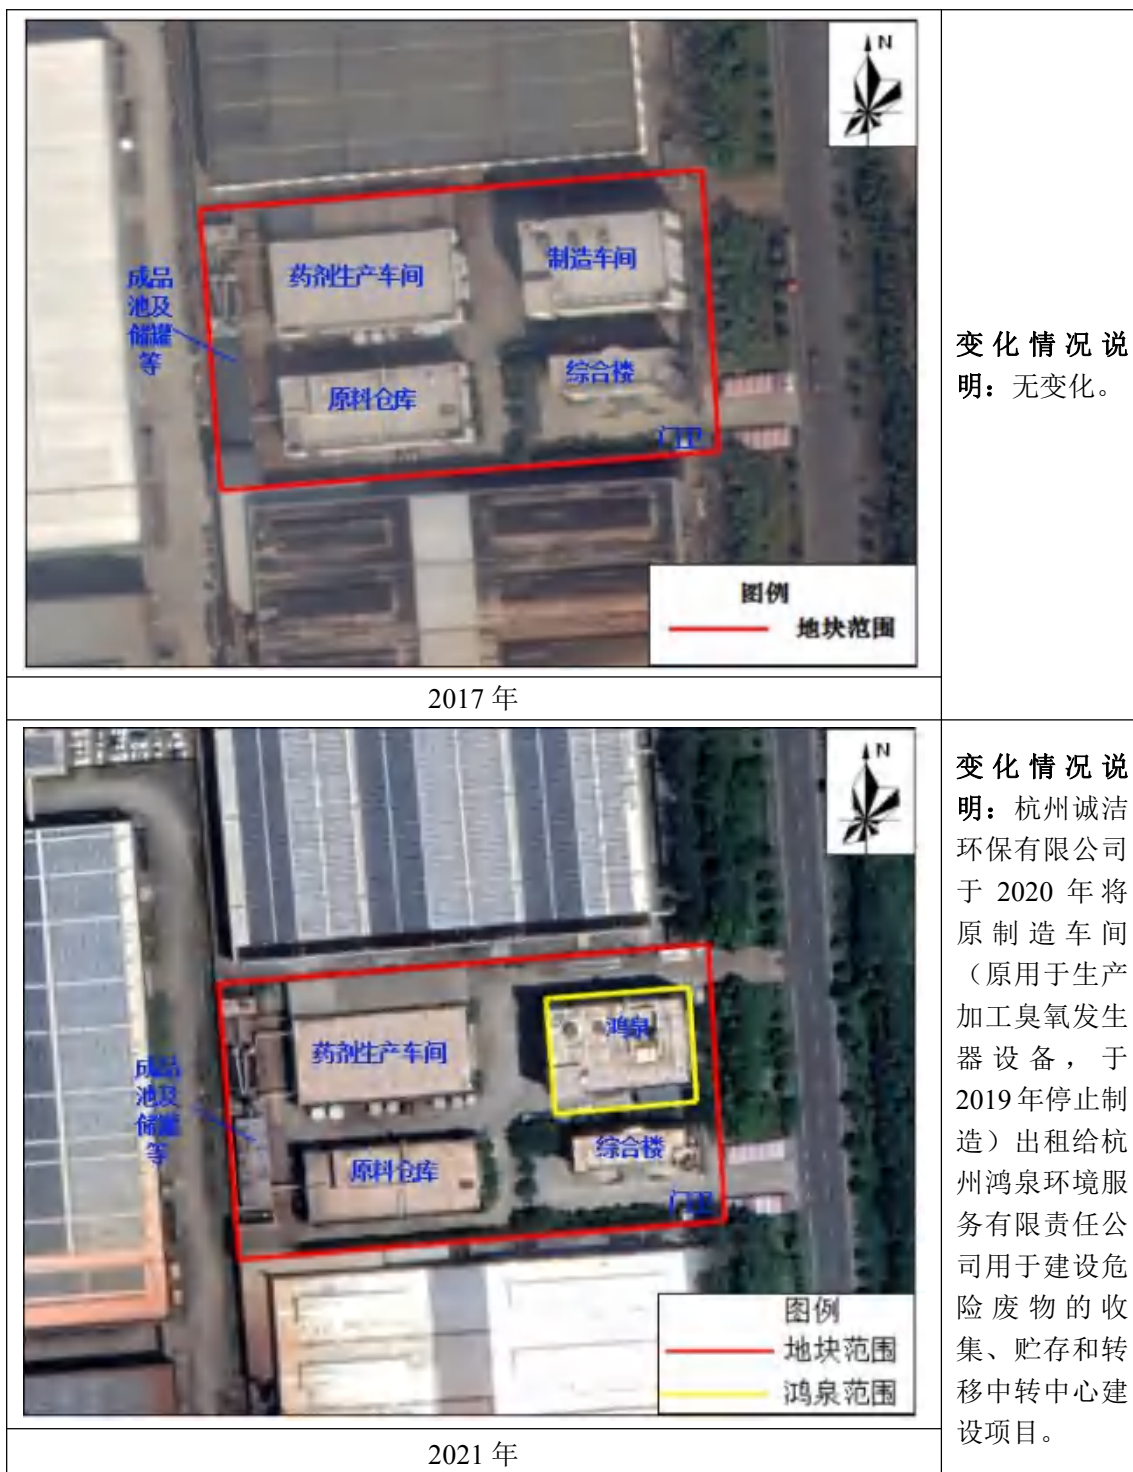 N
制造车间
药剂生产车间
成品
池及
储罐
等
综合楼
原料仓库
门卫
图例
地块范围
2017 年
变化情况说
明：无变化。
N
鸿泉
药剂生产车间
成品
池及
储罐
等
综合楼
原料仓库
门卫
图例
地块范围
鸿泉范围
2021 年
变化情况说
明：杭州诚洁
环保有限公司
于 2020 年将
原制造车间
（原用于生产
加工臭氧发生
器设备，于
2019 年停止制
造）出租给杭
州鸿泉环境服
务有限责任公
司用于建设危
险废物的收
集、贮存和转
移中转中心建
设项目。